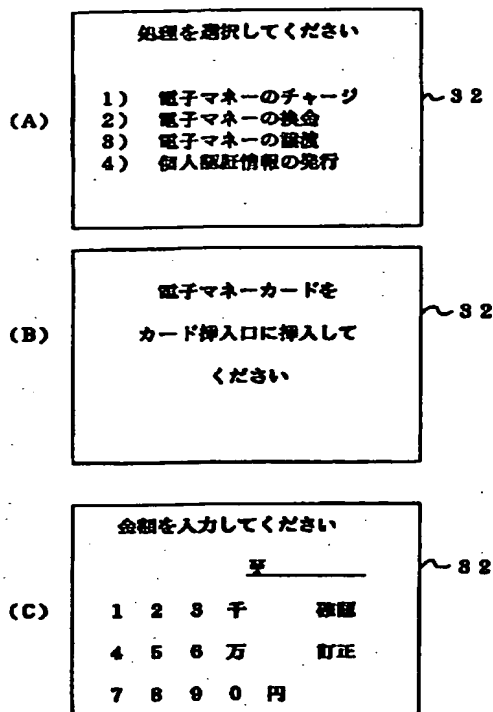 処理を選択してください
(A)
1) 電子マネーのチャージ
2) 電子マネーの換金
3) 電子マネーの譲渡
4) 個人認証情報の発行
32
(B)
電子マネーカードを
カード挿入口に挿入して
ください
32
(C)
金額を入力してください
¥
32
1 2 3 千 確認
4 5 6 万 訂正
7 8 9 0 円